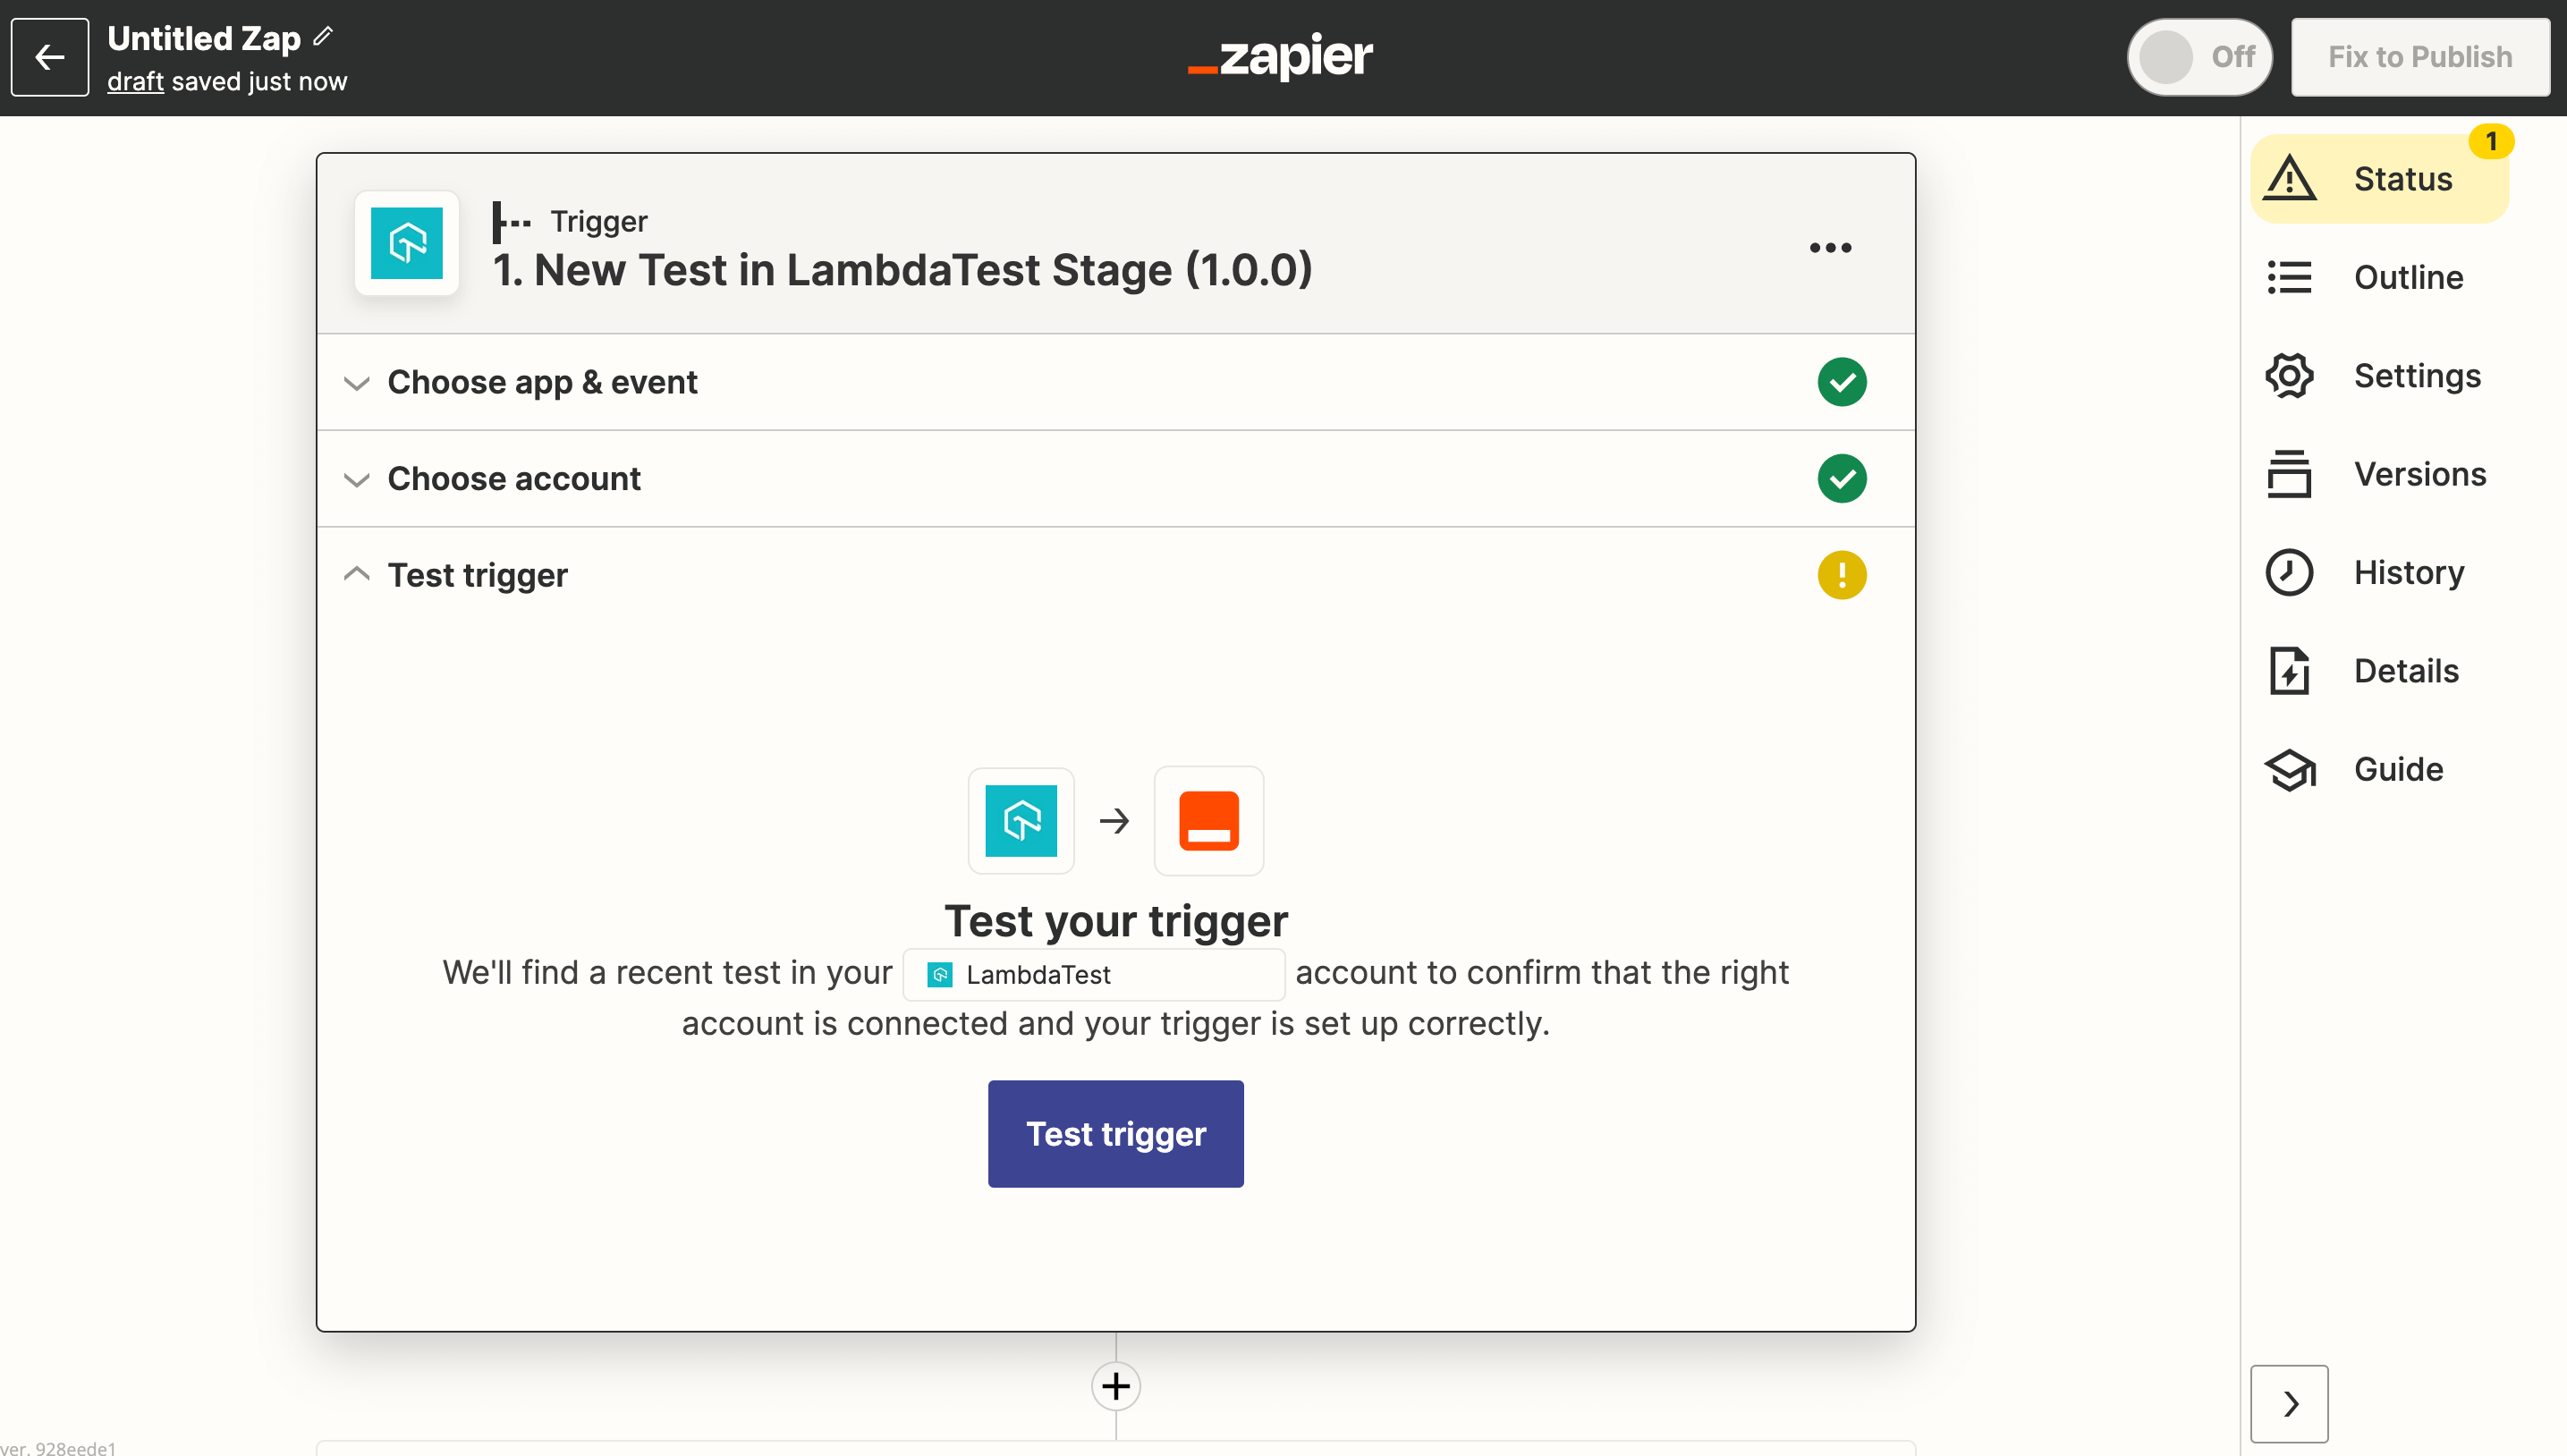 Untitled Zap
draft saved just now
zapier
Off
Fix to Publish
Trigger
1. New Test in LambdaTest Stage (1.0.0)
Choose app & event
Choose account
Test trigger
Test your trigger
We'll find a recent test in your LambdaTest account to confirm that the right
account is connected and your trigger is set up correctly.
Test trigger
1
Status
Outline
Settings
Versions
History
Details
Guide
ver. 928eede1